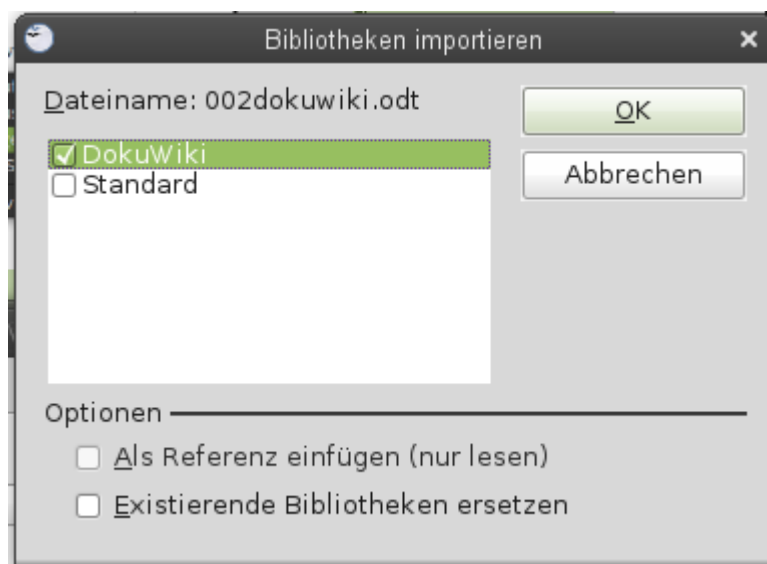 Bibliotheken importieren
Dateiname: 002dokuwiki.odt
OK
DokuWiki
Abbrechen
Standard
Optionen
Als Referenz einfügen (nur lesen)
Existierende Bibliotheken ersetzen